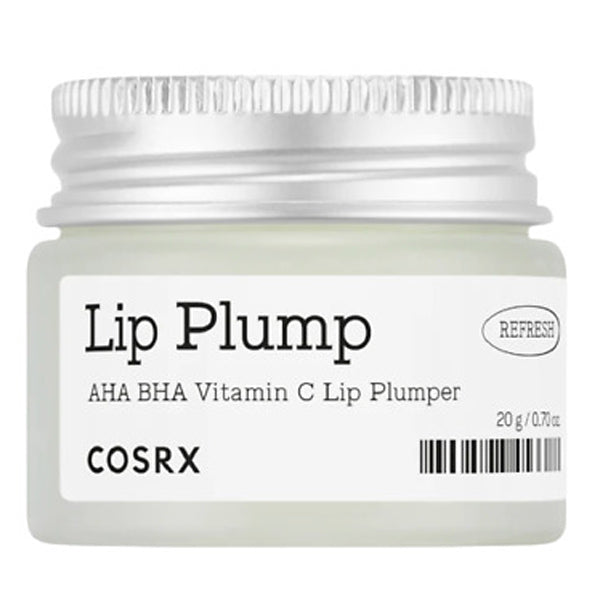 Lip Plump
REFRESH
AHA BHA Vitamin C Lip Plumper
20 g / 0.70 oz.
COSRX